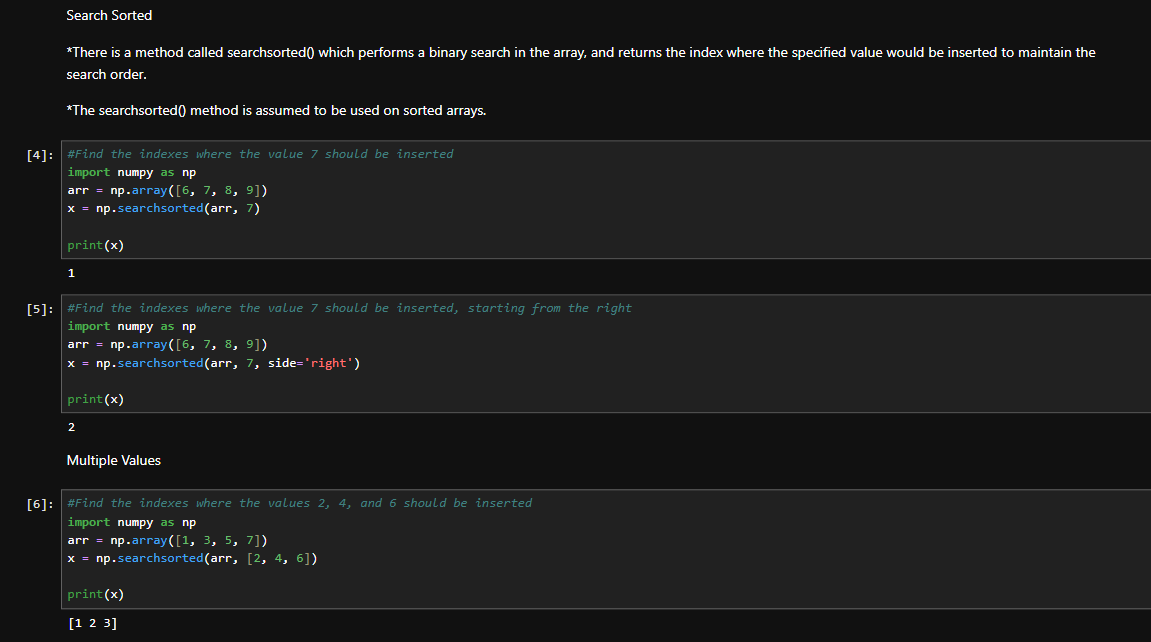 Search Sorted
*There is a method called searchsorted() which performs a binary search in the array, and returns the index where the specified value would be inserted to maintain the
search order.
*The searchsorted() method is assumed to be used on sorted arrays.
[4]: #Find the indexes where the value 7 should be inserted
import numpy as np
arr = np.array([6, 7, 8, 9])
x = np.searchsorted(arr, 7)
print(x)
1
[5]: #Find the indexes where the value 7 should be inserted, starting from the right
import numpy as np
arr = np.array([6, 7, 8, 9])
x = np.searchsorted(arr, 7, side='right')
print(x)
2
Multiple Values
[6]: #Find the indexes where the values 2, 4, and 6 should be inserted
import numpy as np
arr = np.array([1, 3, 5, 7])
x = np.searchsorted(arr, [2, 4, 6])
print(x)
[1 2 3]